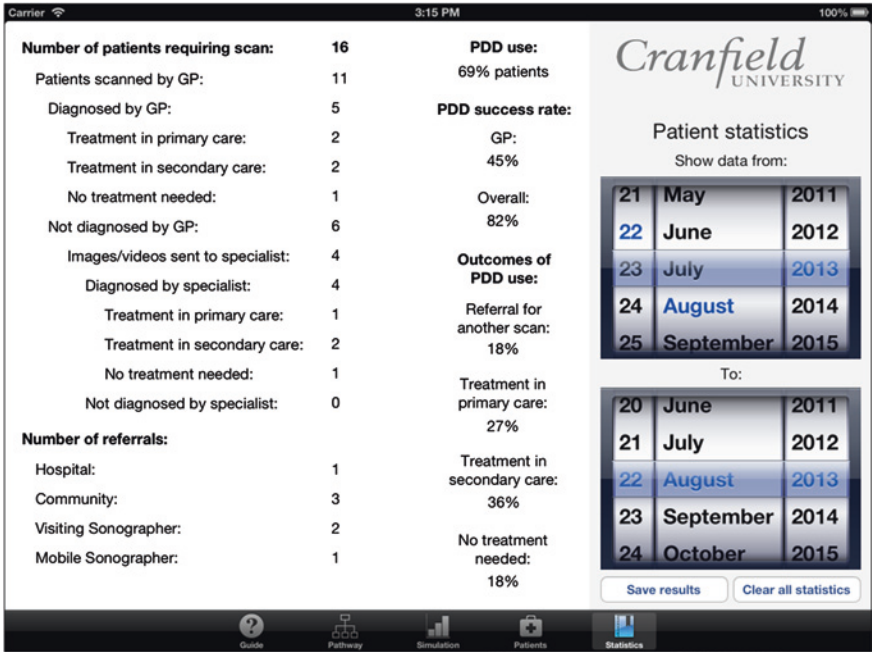 Carrier 3:15 PM 100%
Number of patients requiring scan: 16
Patients scanned by GP: 11
Diagnosed by GP: 5
Treatment in primary care: 2
Treatment in secondary care: 2
No treatment needed: 1
Not diagnosed by GP: 6
Images/videos sent to specialist: 4
Diagnosed by specialist: 4
Treatment in primary care: 1
Treatment in secondary care: 2
No treatment needed: 1
Not diagnosed by specialist: 0
Number of referrals:
Hospital: 1
Community: 3
Visiting Sonographer: 2
Mobile Sonographer: 1
PDD use:
69% patients
PDD success rate:
GP:
45%
Overall:
82%
Outcomes of
PDD use:
Referral for
another scan:
18%
Treatment in
primary care:
27%
Treatment in
secondary care:
36%
No treatment
needed:
18%
Cranfield
UNIVERSITY
Patient statistics
Show data from:
21 May 2011
22 June 2012
23 July 2013
24 August 2014
25 September 2015
To:
20 June 2011
21 July 2012
22 August 2013
23 September 2014
24 October 2015
Save results Clear all statistics
Guide Pathway Simulation Patients Statistics